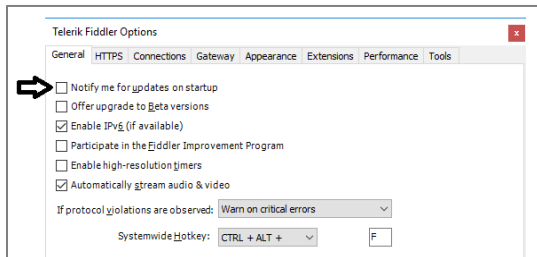 Telerik Fiddler Options
x
General HTTPS Connections Gateway Appearance Extensions Performance Tools
Notify me for updates on startup
Offer upgrade to Beta versions
Enable IPv6 (if available)
Participate in the Fiddler Improvement Program
Enable high-resolution timers
Automatically stream audio & video
If protocol violations are observed: Warn on critical errors
Systemwide Hotkey: CTRL + ALT + F